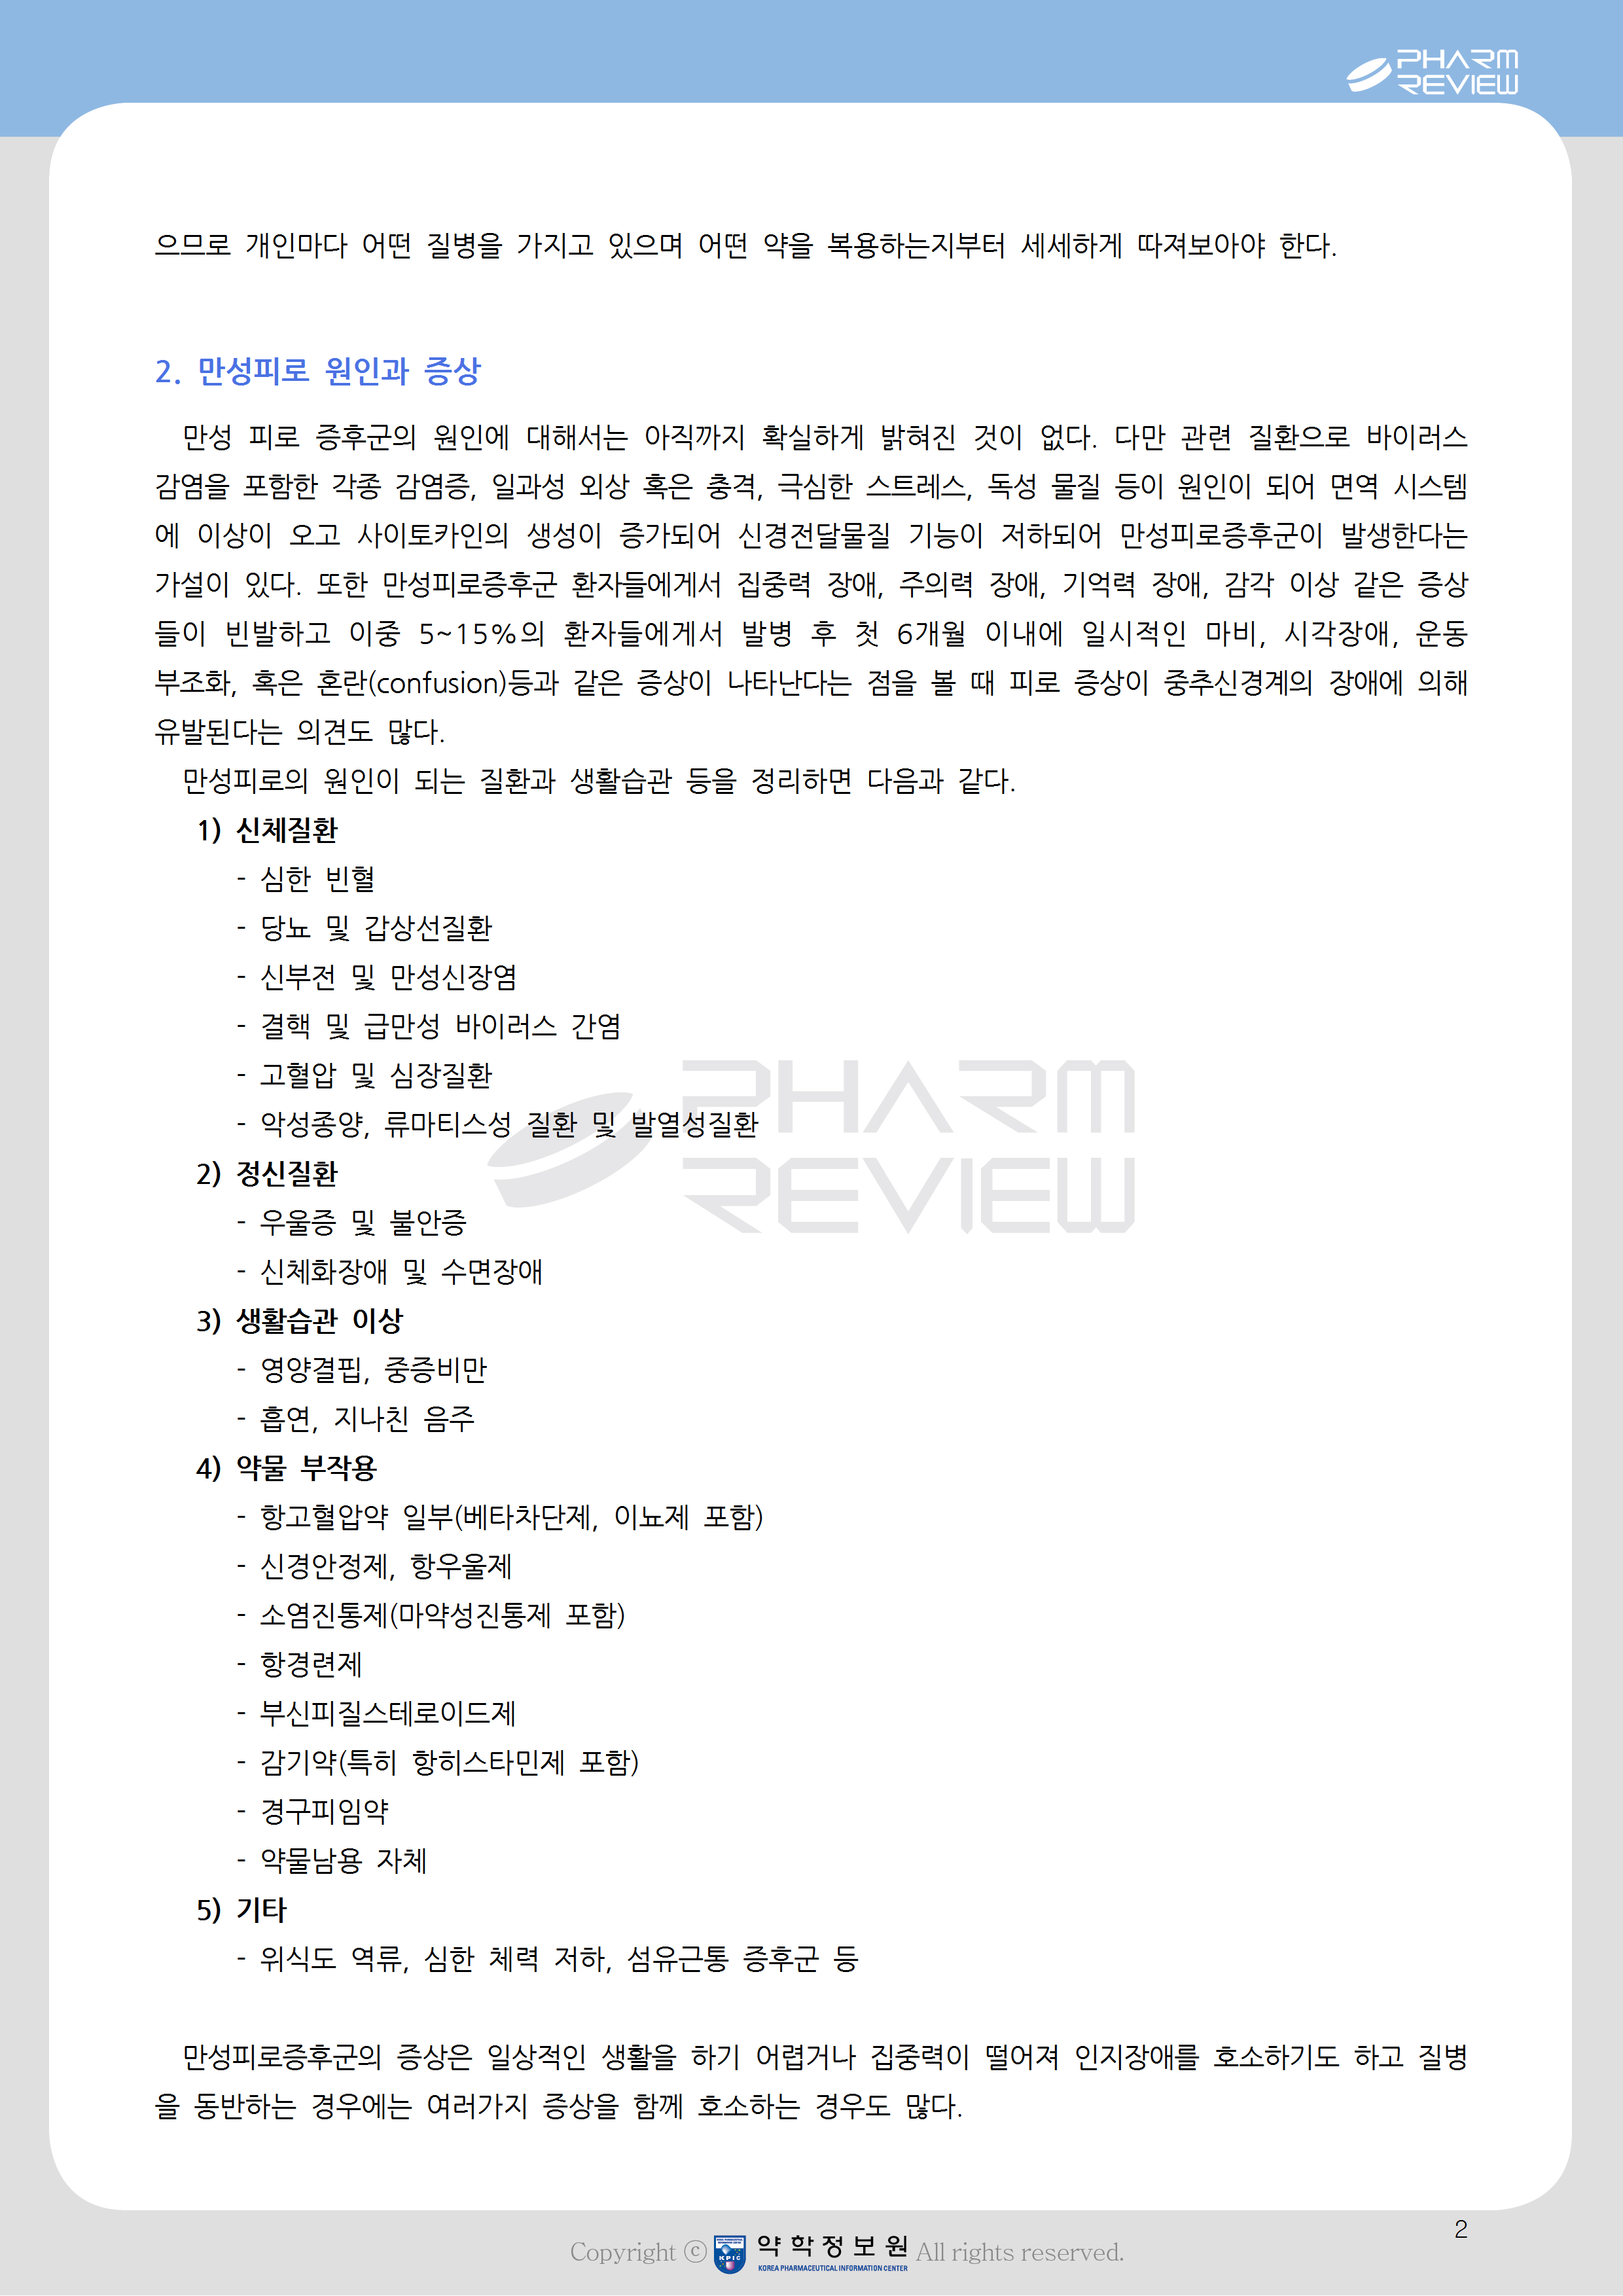 PHARM
REVIEW
으므로 개인마다 어떤 질병을 가지고 있으며 어떤 약을 복용하는지부터 세세하게 따져보아야 한다.
2. 만성피로 원인과 증상
만성 피로 증후군의 원인에 대해서는 아직까지 확실하게 밝혀진 것이 없다. 다만 관련 질환으로 바이러스
감염을 포함한 각종 감염증, 일과성 외상 혹은 충격, 극심한 스트레스, 독성 물질 등이 원인이 되어 면역 시스템
에 이상이 오고 사이토카인의 생성이 증가되어 신경전달물질 기능이 저하되어 만성피로증후군이 발생한다는
가설이 있다. 또한 만성피로증후군 환자들에게서 집중력 장애, 주의력 장애, 기억력 장애, 감각 이상 같은 증상
들이 빈발하고 이중 5~15%의 환자들에게서 발병 후 첫 6개월 이내에 일시적인 마비, 시각장애, 운동
부조화, 혹은 혼란(confusion)등과 같은 증상이 나타난다는 점을 볼 때 피로 증상이 중추신경계의 장애에 의해
유발된다는 의견도 많다.
만성피로의 원인이 되는 질환과 생활습관 등을 정리하면 다음과 같다.
1) 신체질환
- 심한 빈혈
- 당뇨 및 갑상선질환
- 신부전 및 만성신장염
- 결핵 및 급만성 바이러스 간염
- 고혈압 및 심장질환
- 악성종양, 류마티스성 질환 및 발열성질환
PHARM
REVIEW
2) 정신질환
- 우울증 및 불안증
- 신체화장애 및 수면장애
3) 생활습관 이상
- 영양결핍, 중증비만
- 흡연, 지나친 음주
4) 약물 부작용
- 항고혈압약 일부(베타차단제, 이뇨제 포함)
- 신경안정제, 항우울제
- 소염진통제(마약성진통제 포함)
- 항경련제
- 부신피질스테로이드제
- 감기약(특히 항히스타민제 포함)
- 경구피임약
- 약물남용 자체
5) 기타
- 위식도 역류, 심한 체력 저하, 섬유근통 증후군 등
만성피로증후군의 증상은 일상적인 생활을 하기 어렵거나 집중력이 떨어져 인지장애를 호소하기도 하고 질병
을 동반하는 경우에는 여러가지 증상을 함께 호소하는 경우도 많다.
2
Copyright ⓒ KPIC 약학정보원 All rights reserved.
KOREA PHARMACEUTICAL INFORMATION CENTER